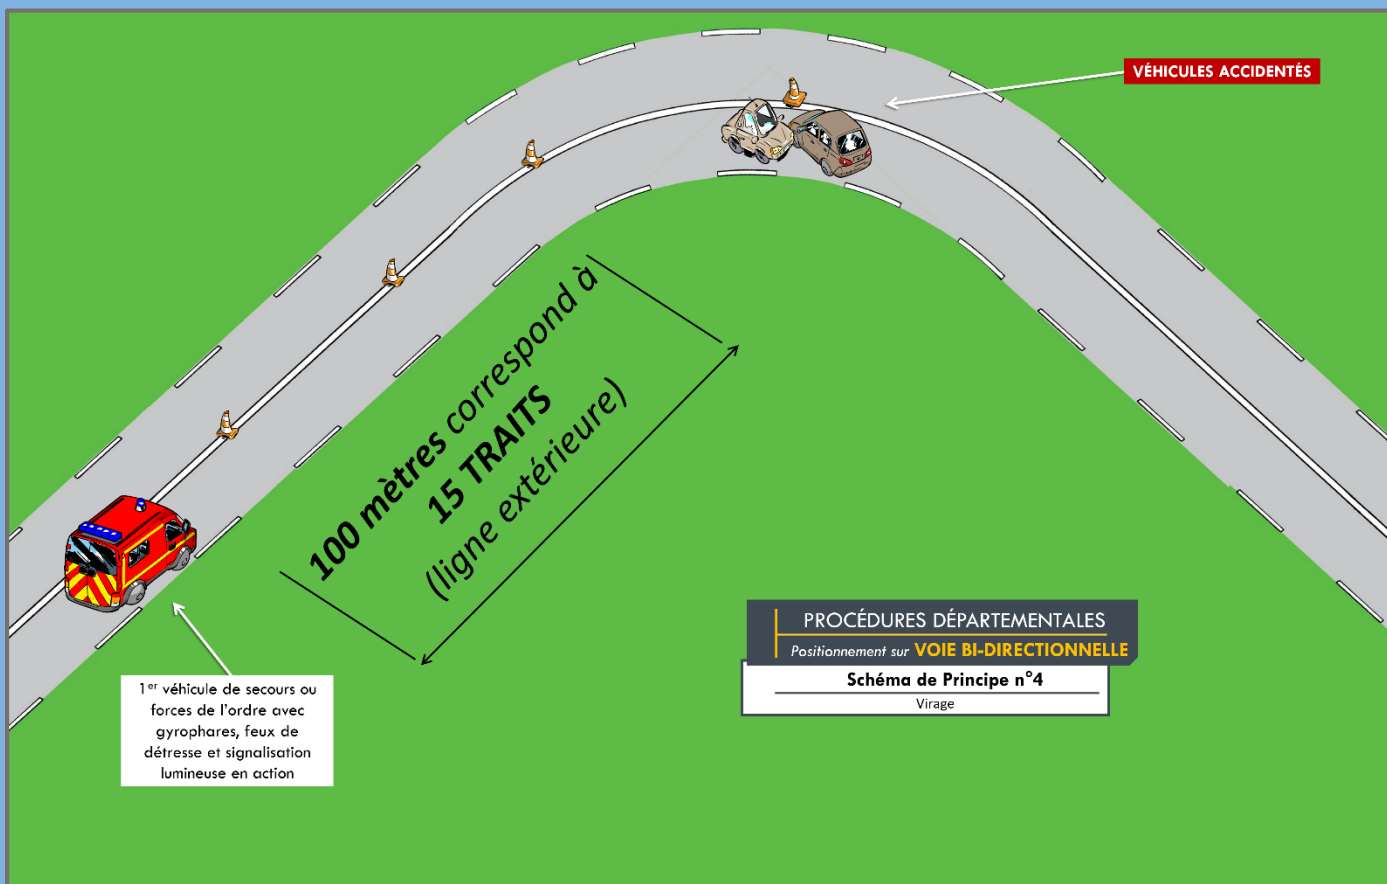 VÉHICULES ACCIDENTÉS
100 mètres correspond à
15 TRAITS
(ligne extérieure)
PROCÉDURES DÉPARTEMENTALES
Positionnement sur VOIE BI-DIRECTIONNELLE
Schéma de Principe n°4
Virage
1er véhicule de secours ou
forces de l'ordre avec
gyrophares, feux de
détresse et signalisation
lumineuse en action